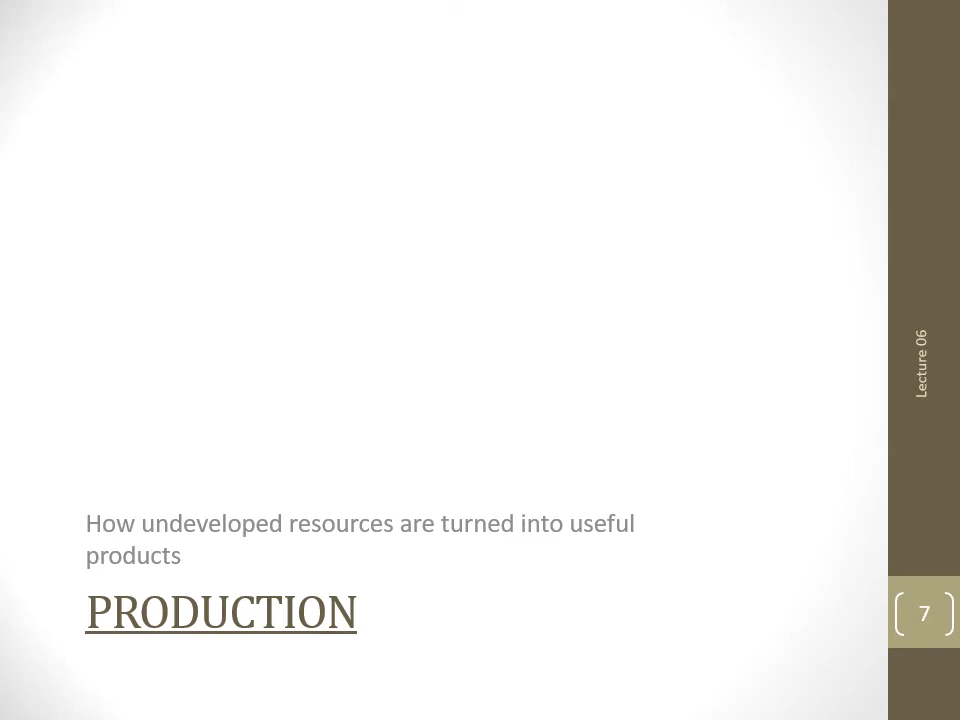 How undeveloped resources are turned into useful
products
PRODUCTION
Lecture 06
7